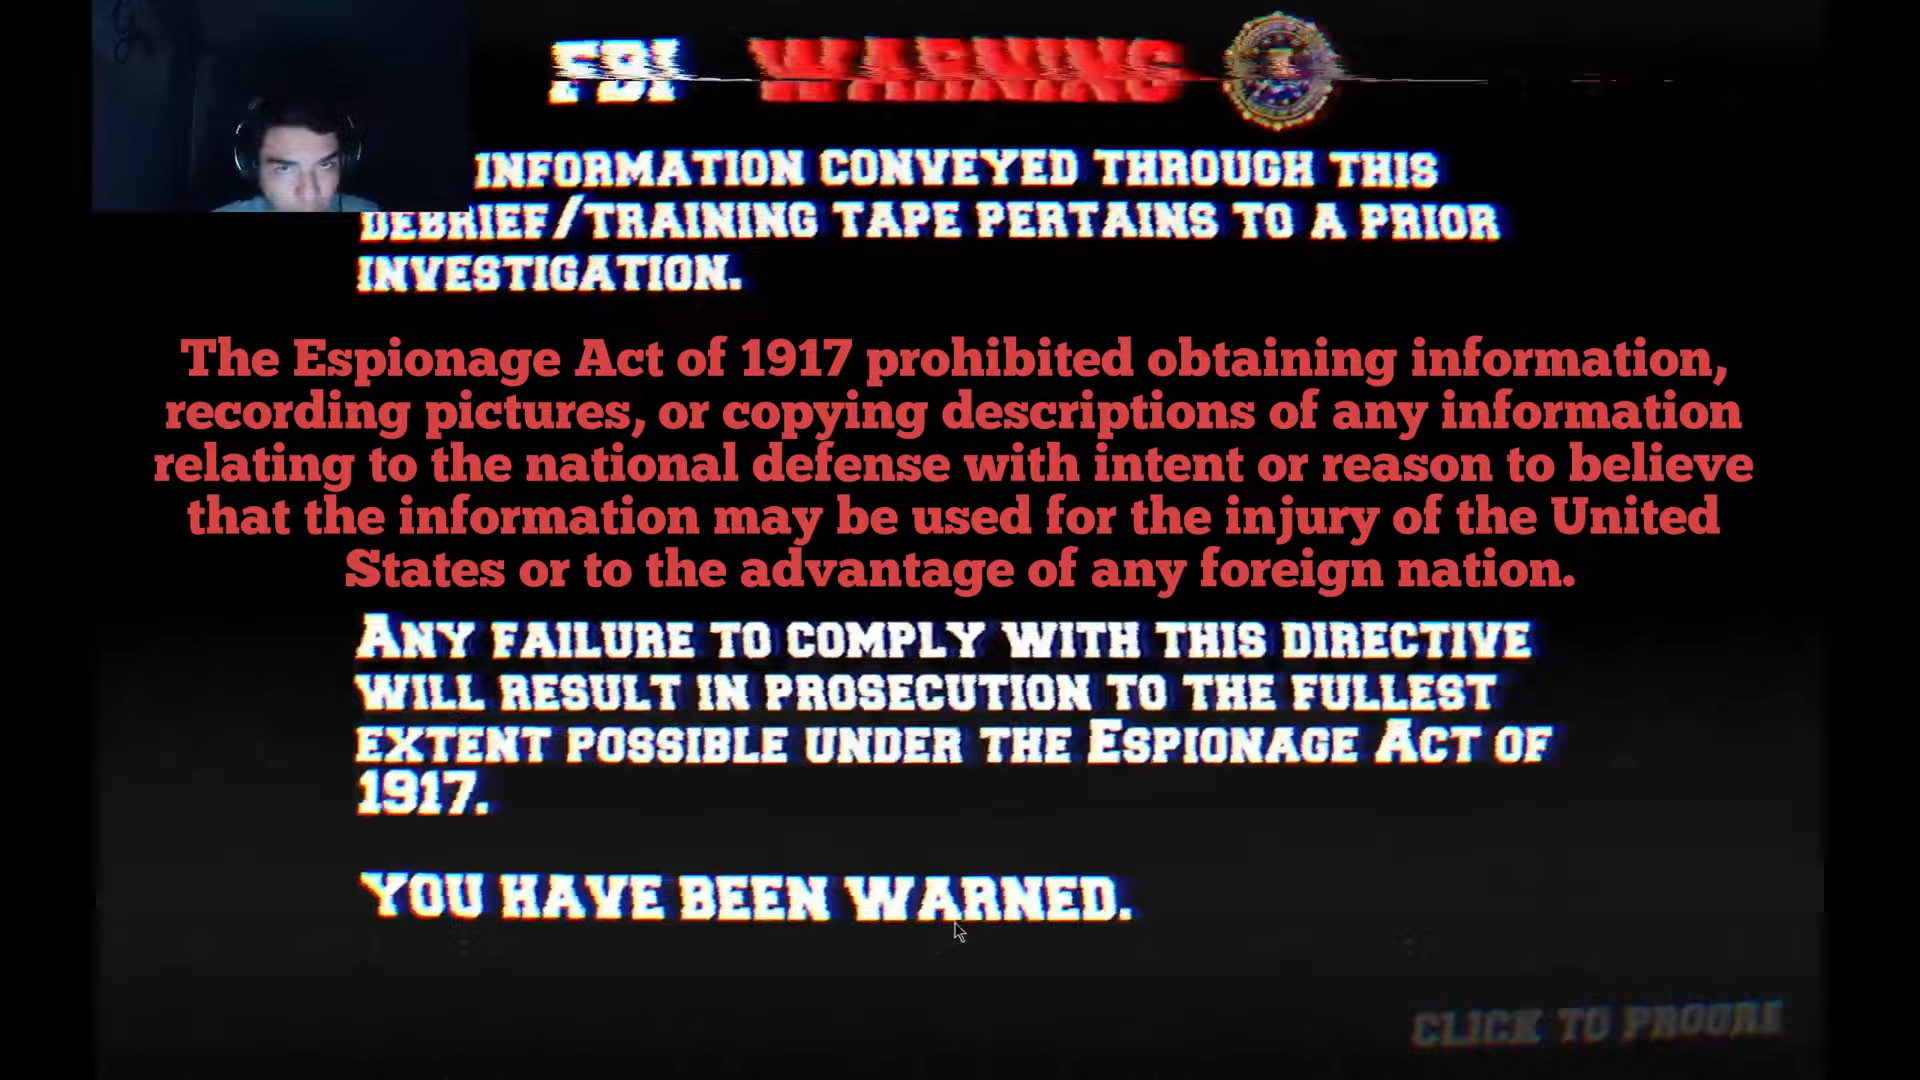 FBI WARNING
INFORMATION CONVEYED THROUGH THIS
DEBRIEF/TRAINING TAPE PERTAINS TO A PRIOR
INVESTIGATION.
The Espionage Act of 1917 prohibited obtaining information,
recording pictures, or copying descriptions of any information
relating to the national defense with intent or reason to believe
that the information may be used for the injury of the United
States or to the advantage of any foreign nation.
ANY FAILURE TO COMPLY WITH THIS DIRECTIVE
WILL RESULT IN PROSECUTION TO THE FULLEST
EXTENT POSSIBLE UNDER THE ESPIONAGE ACT OF
1917.
YOU HAVE BEEN WARNED.
CLICK TO